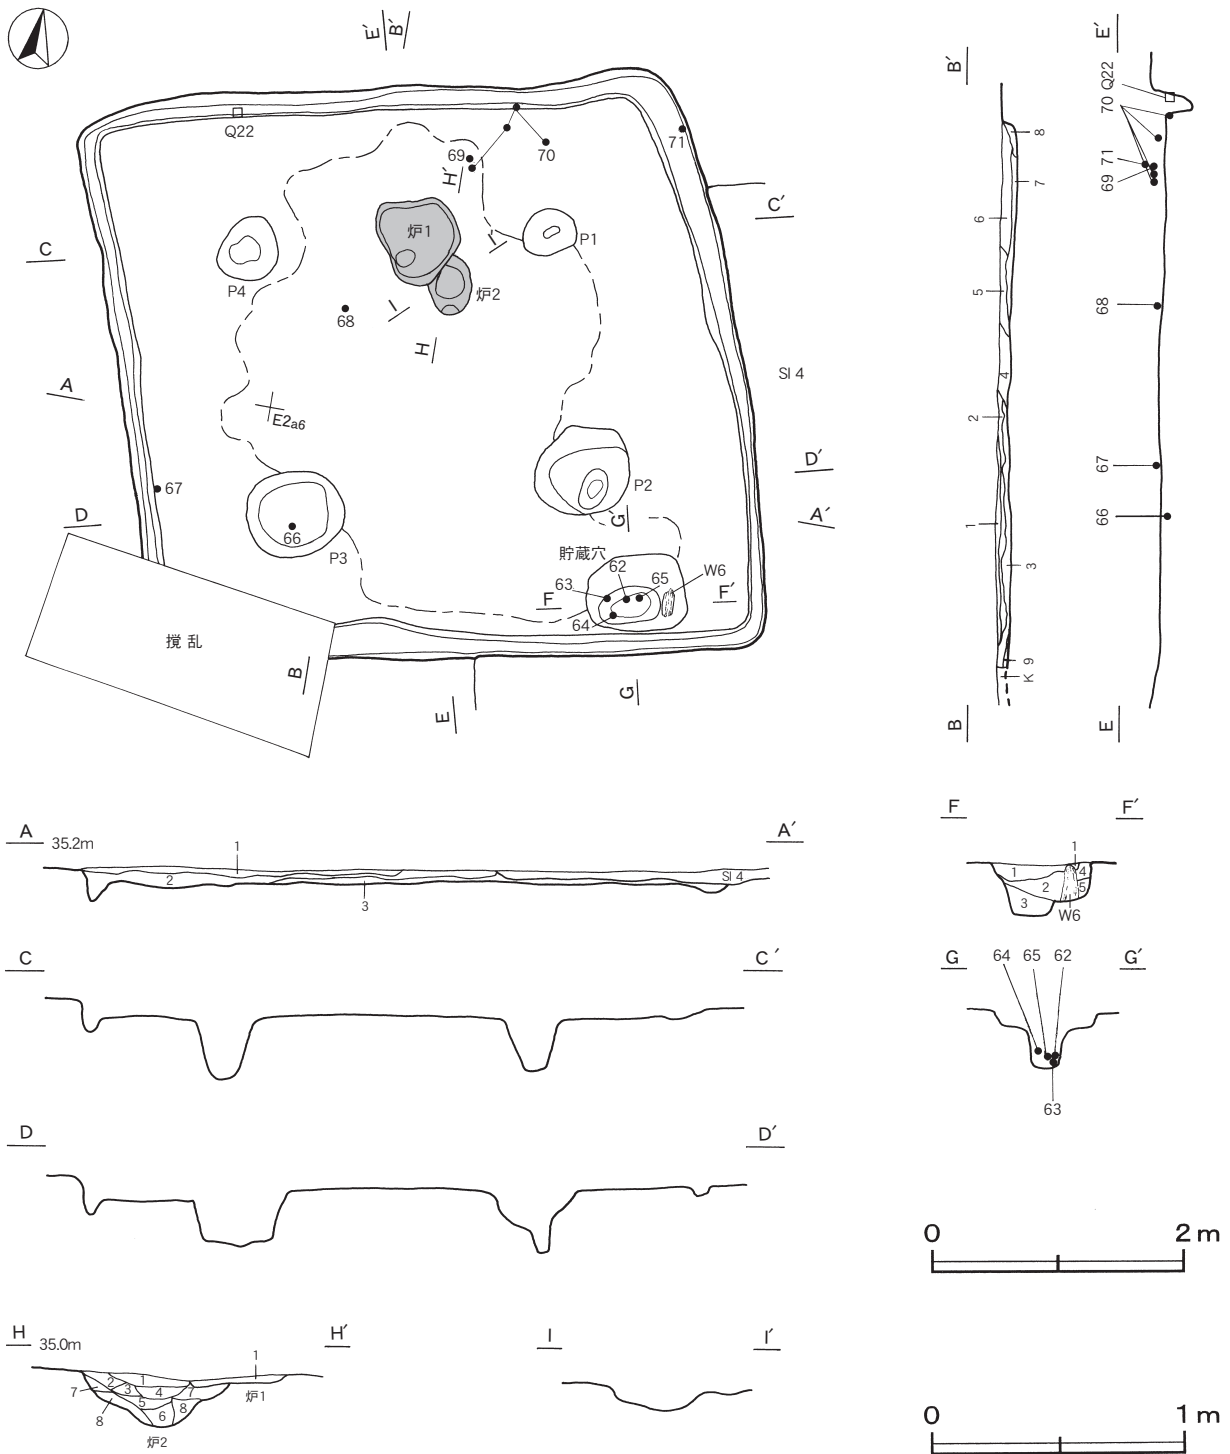 E′ B′
Q22
69
70
71
H′
C′
炉1
I′
P1
C
P4
炉2
68
I
H
A
SI 4
E2a6
D′
67
P2
D
G′
A′
66
P3
貯蔵穴
62
63
65
W6
F
F′
64
撹 乱
B
E
G
B′
8
7
6
5
4
2
1
3
9
K
B
E′
70 Q22
69 71
68
67
66
E
A 35.2m
A′
1
2
3
SI 4
F
F′
1
1
2
3
4
5
W6
C
C′
G
64 65 62
G′
63
D
D′
0 2m
H 35.0m
H′
1
2 1
7 3 4 7
5
8 6 8
炉1
炉2
I
I′
0 1m